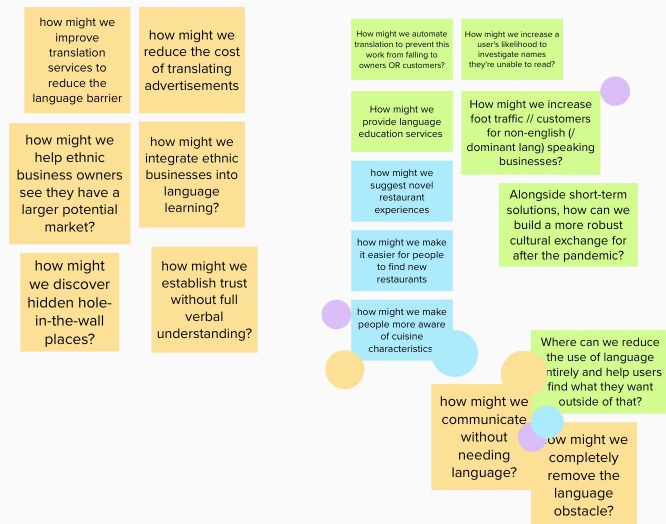 how might we
improve
translation
services to
reduce the
language barrier
how might we
reduce the cost
of translating
advertisements
how might we
help ethnic
business owners
see they have a
larger potential
market?
how might we
integrate ethnic
businesses into
language
learning?
how might
we discover
hidden hole-
in-the-wall
places?
how might we
establish trust
without full
verbal
understanding?
How might we automate
translation to prevent this
work from falling to
owners OR customers?
How might we increase a
user's likelihood to
investigate names
they're unable to read?
How might we
provide language
education services
How might we increase
foot traffic // customers
for non-english (/
dominant lang) speaking
businesses?
how might we
suggest novel
restaurant
experiences
Alongside short-term
solutions, how can we
build a more robust
cultural exchange for
after the pandemic?
how might we make
it easier for people
to find new
restaurants
how might we make
people more aware
of cuisine
characteristics
Where can we reduce
the use of language
ntirely and help users
find what they want
outside of that?
how might we
communicate
without
needing
language?
ow might we
completely
remove the
language
obstacle?